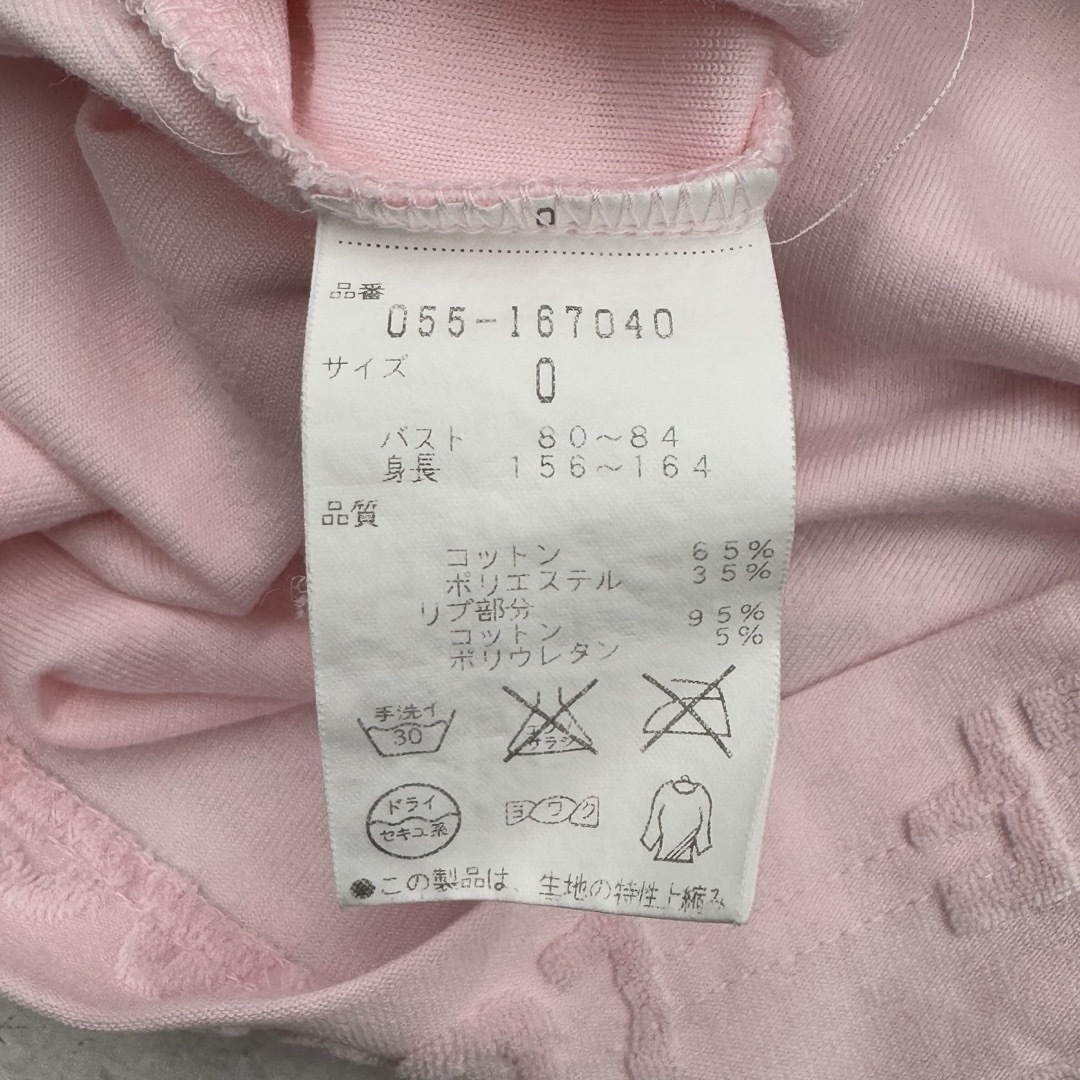 品番
055-167040
サイズ 0
バスト 80～84
身長 156～164
品質
コットン 65%
ポリエステル 35%
リブ部分
コットン 95%
ポリウレタン 5%
手洗イ
30
エンソ
サラシ
ドライ
セキユ系
ヨワク
●この製品は、生地の特性上縮み